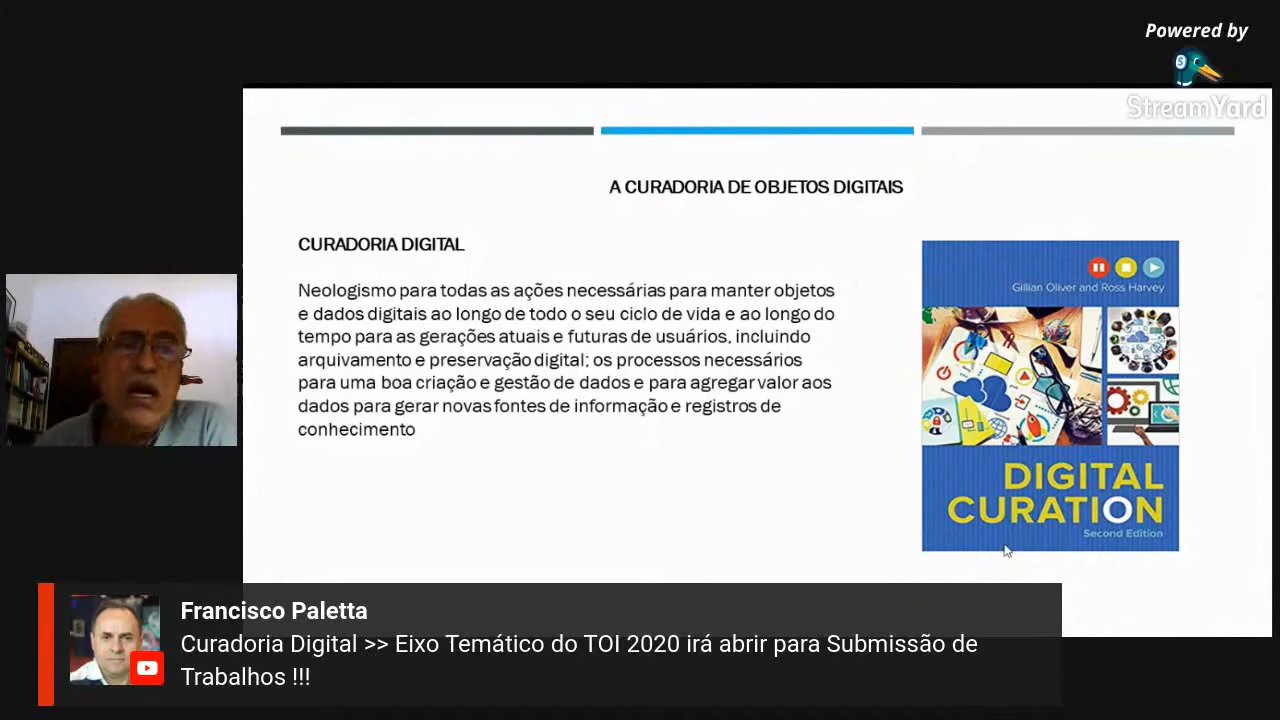 Powered by
StreamYard
A CURADORIA DE OBJETOS DIGITAIS
CURADORIA DIGITAL
Neologismo para todas as ações necessárias para manter objetos
e dados digitais ao longo de todo o seu ciclo de vida e ao longo do
tempo para as gerações atuais e futuras de usuários, incluindo
arquivamento e preservação digital; os processos necessários
para uma boa criação e gestão de dados e para agregar valor aos
dados para gerar novas fontes de informação e registros de
conhecimento
Gillian Oliver and Ross Harvey
DIGITAL
CURATION
Second Edition
Francisco Paletta
Curadoria Digital >> Eixo Temático do TOI 2020 irá abrir para Submissão de
Trabalhos !!!